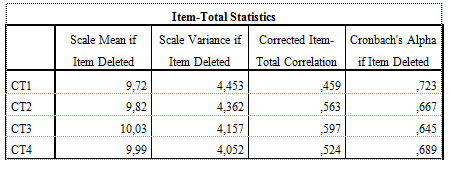 Item-Total Statistics
Scale Mean if Item Deleted Scale Variance if Item Deleted Corrected Item-Total Correlation Cronbach's Alpha if Item Deleted
CT1 9,72 4,453 ,459 ,723
CT2 9,82 4,362 ,563 ,667
CT3 10,03 4,157 ,597 ,645
CT4 9,99 4,052 ,524 ,689